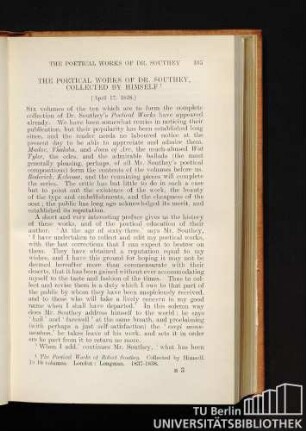 THE POETICAL WORKS OF DR. SOUTHEY 185
THE POETICAL WORKS OF DR. SOUTHEY,
COLLECTED BY HIMSELF ¹
(April 17, 1838.)
SIX volumes of the ten which are to form the complete
collection of Dr. Southey's Poetical Works have appeared
already. We have been somewhat remiss in noticing their
publication, but their popularity has been established long
since, and the reader needs no laboured notice at the
present day to be able to appreciate and admire them.
Madoc, Thalaba, and Joan of Arc, the much-abused Wat
Tyler, the odes, and the admirable ballads (the most
generally pleasing, perhaps, of all Mr. Southey's poetical
compositions) form the contents of the volumes before us.
Roderick, Kehama, and the remaining pieces will complete
the series. The critic has but little to do in such a case
but to point out the existence of the work, the beauty
of the type and embellishments, and the cheapness of the
cost; the public has long ago acknowledged its merit, and
established its reputation.
A short and very interesting preface gives us the history
of these works, and of the poetical education of their
author. 'At the age of sixty-three,' says Mr. Southey,
'I have undertaken to collect and edit my poetical works,
with the last corrections that I can expect to bestow on
them. They have obtained a reputation equal to my
wishes, and I have this ground for hoping it may not be
deemed hereafter more than commensurate with their
deserts, that it has been gained without ever accommodating
myself to the taste and fashion of the times. Thus to col-
lect and revise them is a duty which I owe to that part of
the public by whom they have been auspiciously received,
and to those who will take a lively concern in my good
name when I shall have departed.' In this solemn way
does Mr. Southey address himself to the world; he says
'hail' and 'farewell' at the same breath, and proclaiming
(with perhaps a just self-satisfaction) the
he takes leave of his work, and sets it in order
ere he part from it to return no more.
'When I add,' continues Mr. Southey, 'what has been
¹ The Poetical Works of Robert Southey. Collected by Himself.
In 10 volumes. London: Longman. 1837-1838.
TU Berlin
UNIVERSITÄTSBIBLIOTHEK